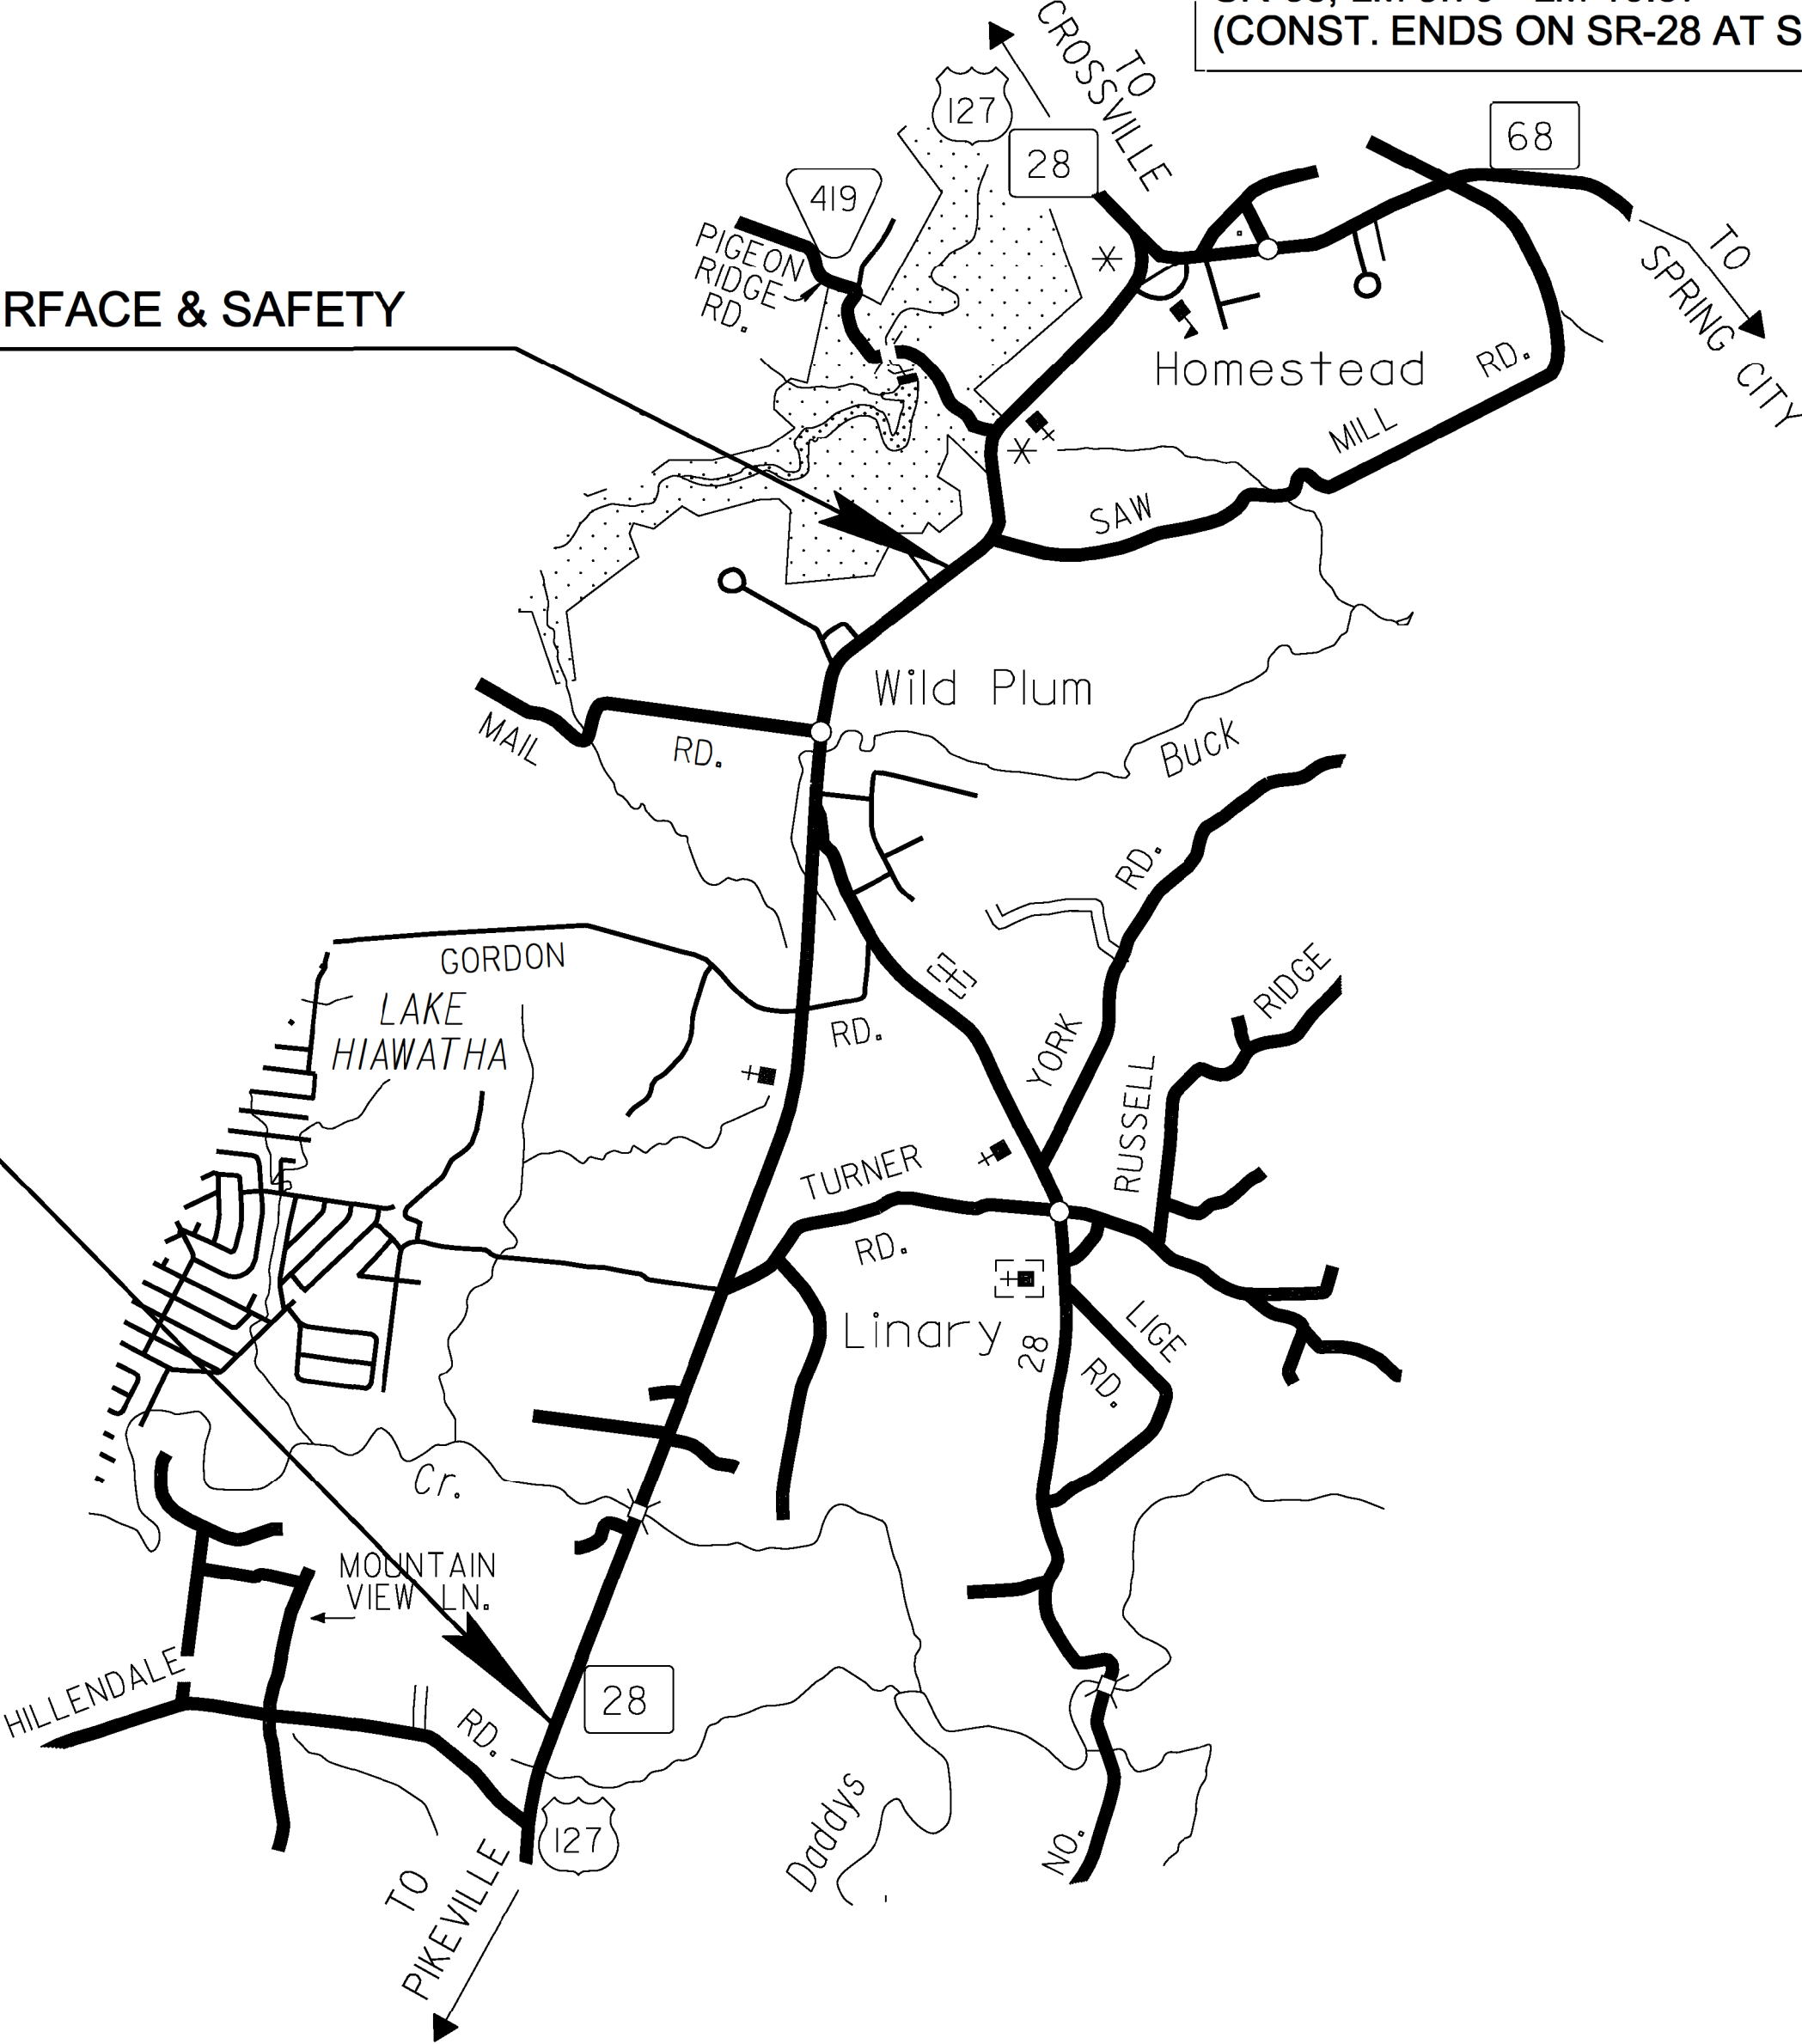 (CONST. ENDS ON SR-28 AT S
TO
CROSSVILLE
127
28
68
419
PIGEON
RIDGE
RD.
TO
SPRING CITY
RFACE & SAFETY
Homestead
SAW MILL RD.
Wild Plum
MAIL RD.
Buck
YORK RD.
GORDON RD.
LAKE
HIAWATHA
RUSSELL RIDGE
TURNER
RD.
Linary
28
LIGE
RD.
Cr.
MOUNTAIN
VIEW LN.
HILLENDALE RD.
28
127
Daddys
NO.
TO
PIKEVILLE